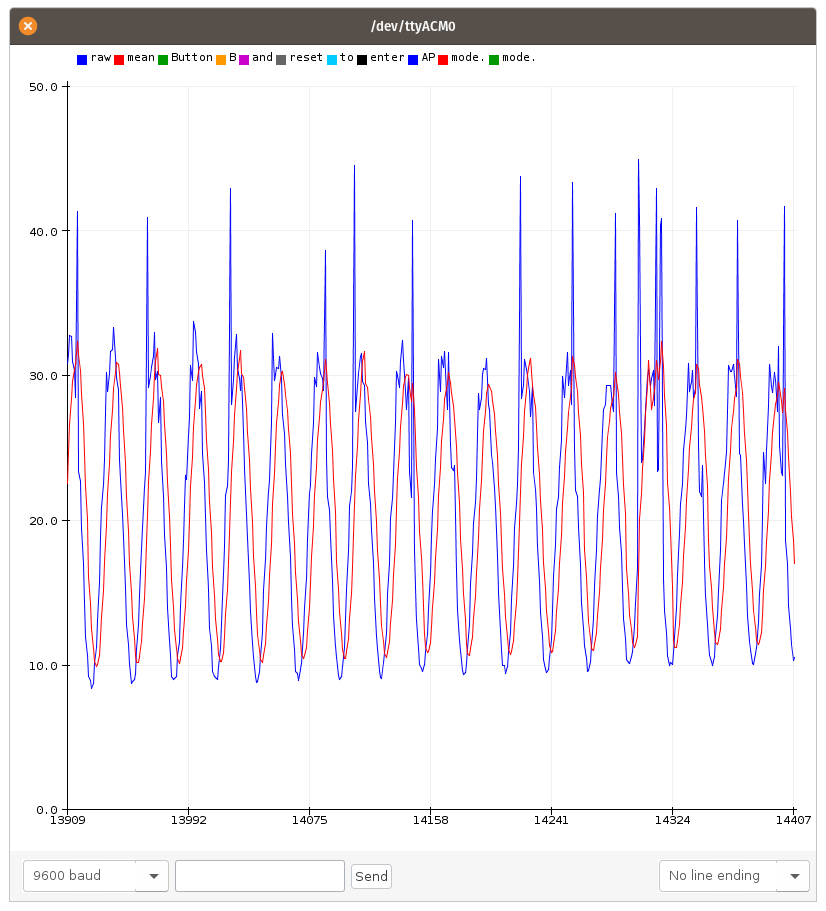 /dev/ttyACM0
raw mean Button B and reset to enter AP mode. mode.
50.0
40.0
30.0
20.0
10.0
0.0
13909 13992 14075 14158 14241 14324 14407
9600 baud Send No line ending